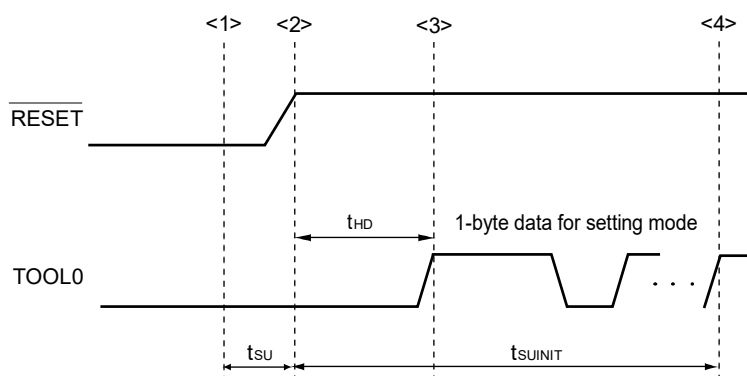 <1> <2> <3> <4>
RESET
tHD 1-byte data for setting mode
TOOL0
. . .
tSU tSUINIT